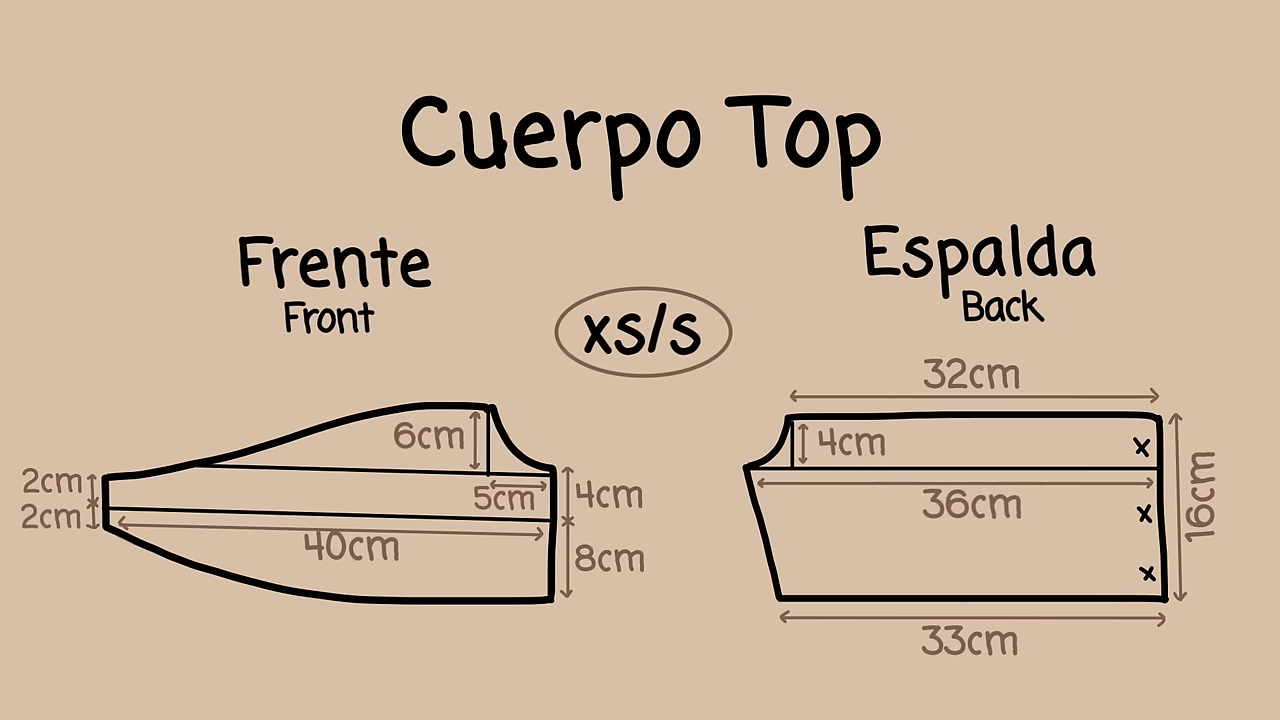 Cuerpo Top
Frente
Front
Espalda
Back
xs/s
32cm
6cm
4cm
2cm
2cm
5cm
4cm
40cm
8cm
36cm
16cm
33cm